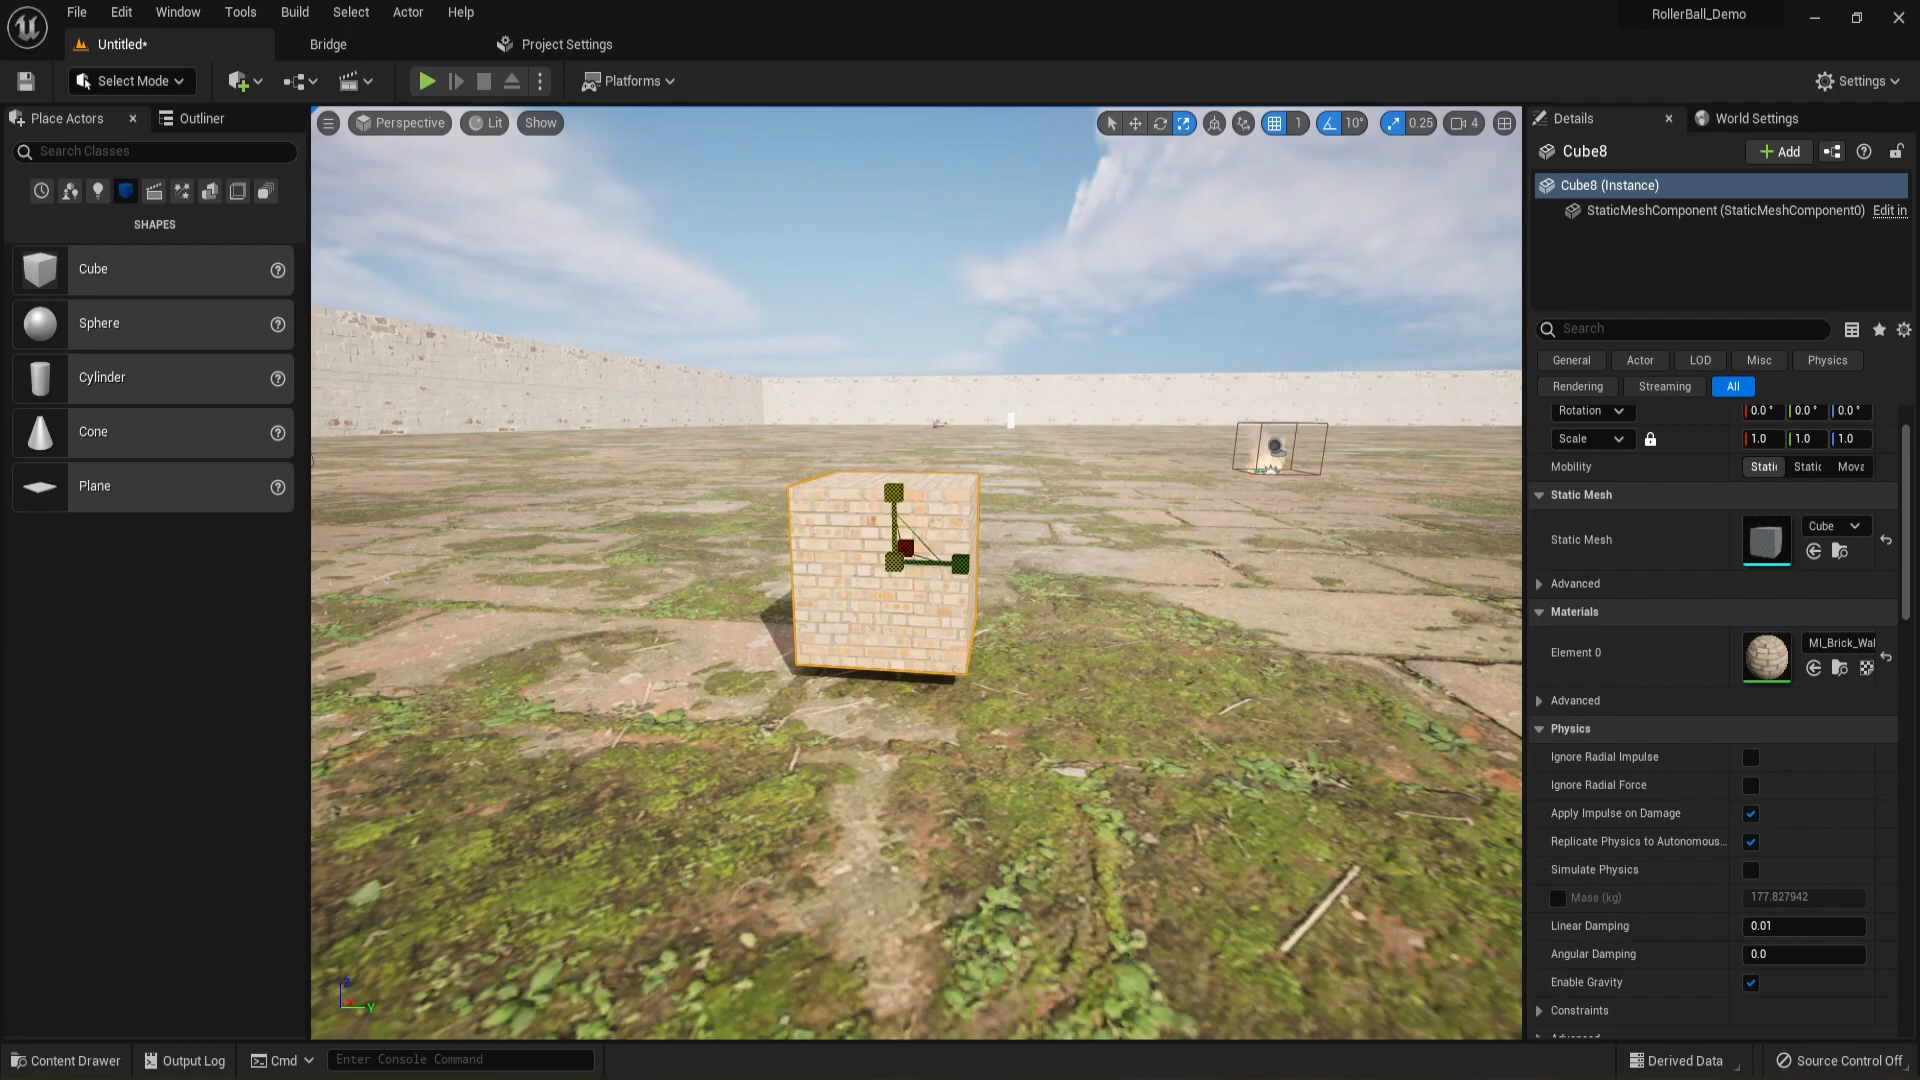 File Edit Window Tools Build Select Actor Help
RollerBall_Demo
Untitled* Bridge Project Settings
Select Mode Platforms Settings
Place Actors Outliner
Search Classes
SHAPES
Cube
Sphere
Cylinder
Cone
Plane
Perspective Lit Show
1 10° 0.25 4
Details World Settings
Cube8 Add
Cube8 (Instance)
StaticMeshComponent (StaticMeshComponent0) Edit in
Search
General Actor LOD Misc Physics
Rendering Streaming All
Rotation 0.0° 0.0° 0.0°
Scale 1.0 1.0 1.0
Mobility Stati Static Mova
Static Mesh
Static Mesh Cube
Advanced
Materials
Element 0 MI_Brick_Wal
Advanced
Physics
Ignore Radial Impulse
Ignore Radial Force
Apply Impulse on Damage
Replicate Physics to Autonomous...
Simulate Physics
Mass (kg) 177.827942
Linear Damping 0.01
Angular Damping 0.0
Enable Gravity
Constraints
Z
X
Y
Content Drawer Output Log Cmd Enter Console Command Derived Data Source Control Off